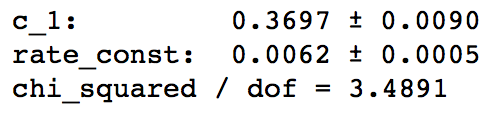 c_1: 0.3697 ± 0.0090
rate_const: 0.0062 ± 0.0005
chi_squared / dof = 3.4891